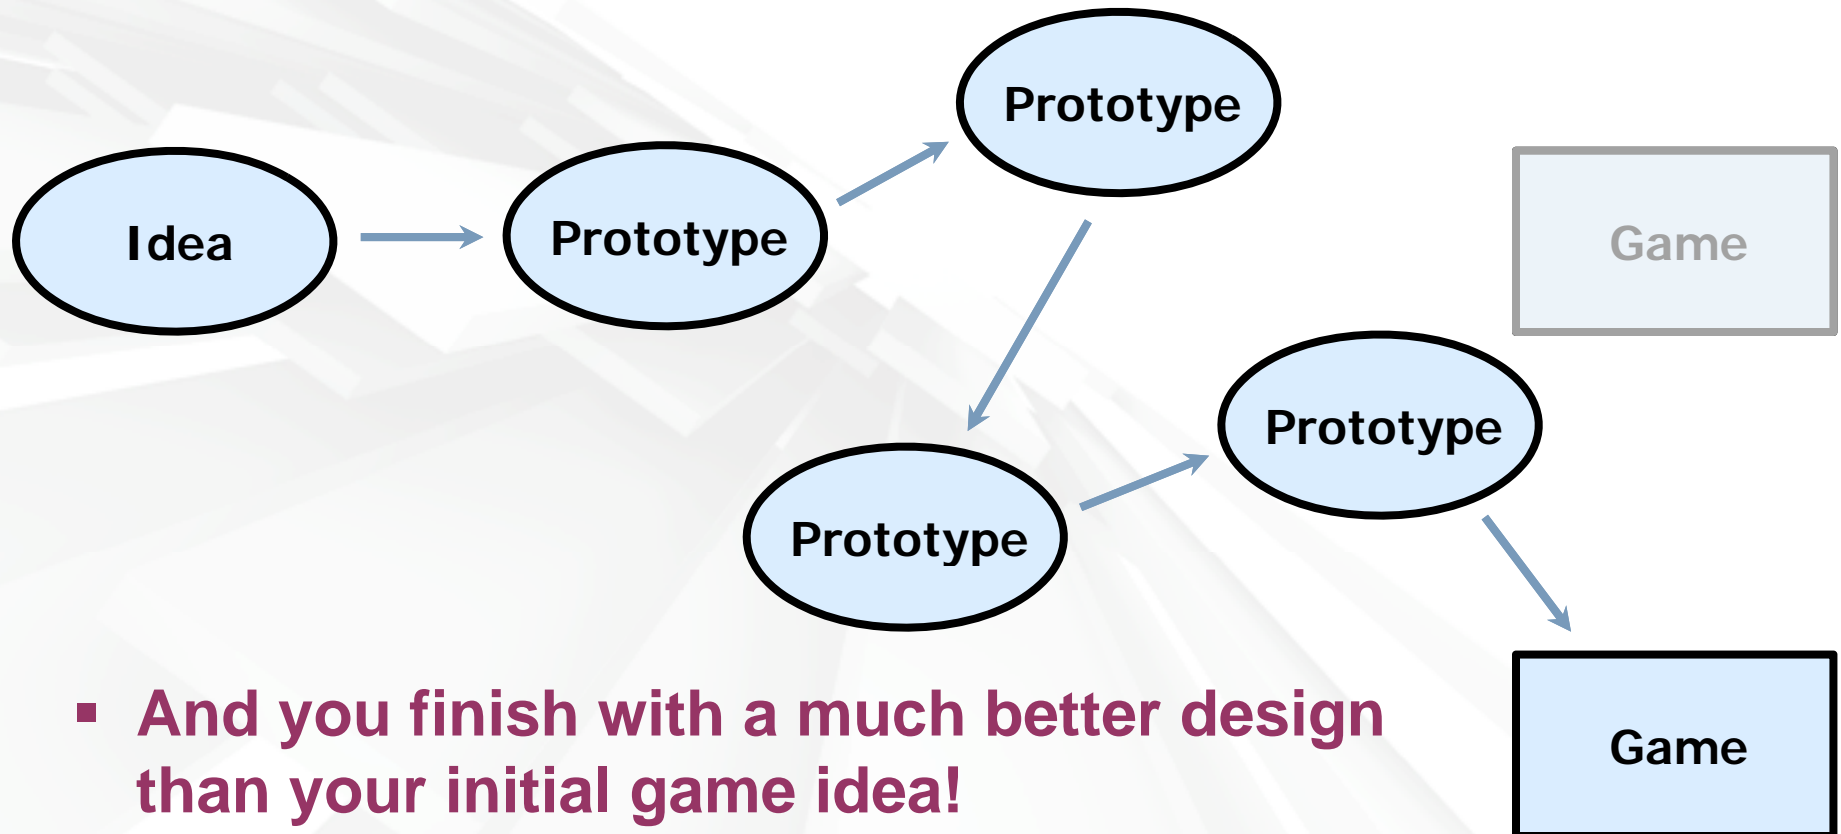 Idea
Prototype
Prototype
Game
Prototype
Prototype
Game
▪ And you finish with a much better design
than your initial game idea!